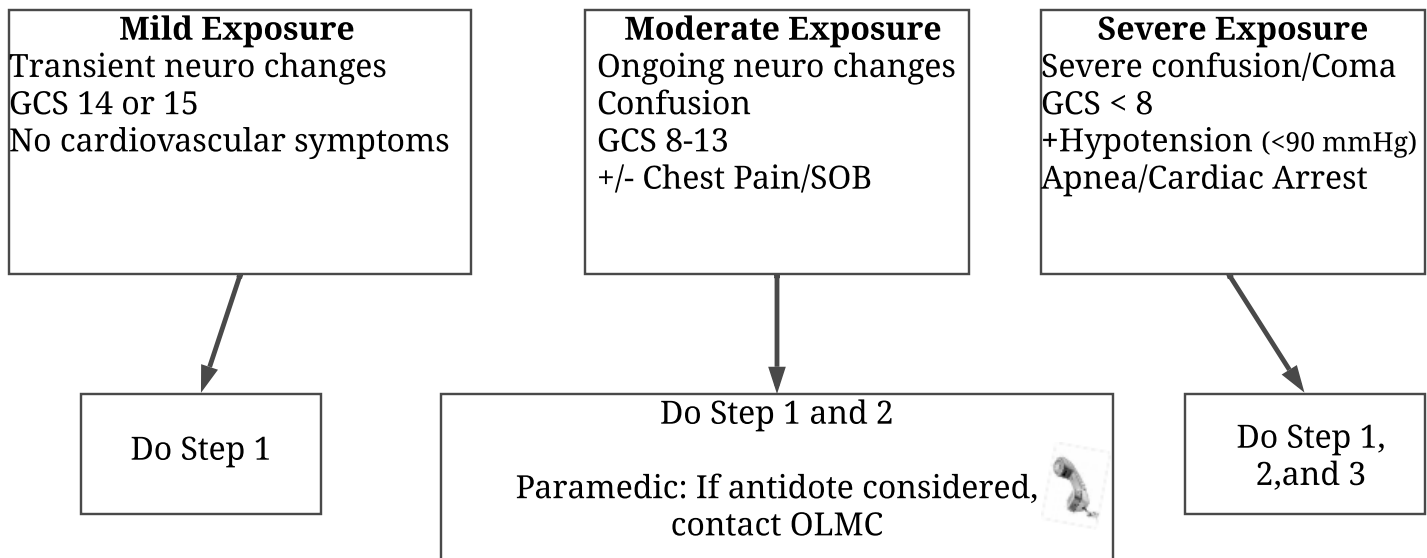 Mild Exposure
Transient neuro changes
GCS 14 or 15
No cardiovascular symptoms
Moderate Exposure
Ongoing neuro changes
Confusion
GCS 8-13
+/- Chest Pain/SOB
Severe Exposure
Severe confusion/Coma
GCS < 8
+Hypotension (<90 mmHg)
Apnea/Cardiac Arrest
Do Step 1
Do Step 1 and 2
Paramedic: If antidote considered,
contact OLMC
Do Step 1,
2,and 3